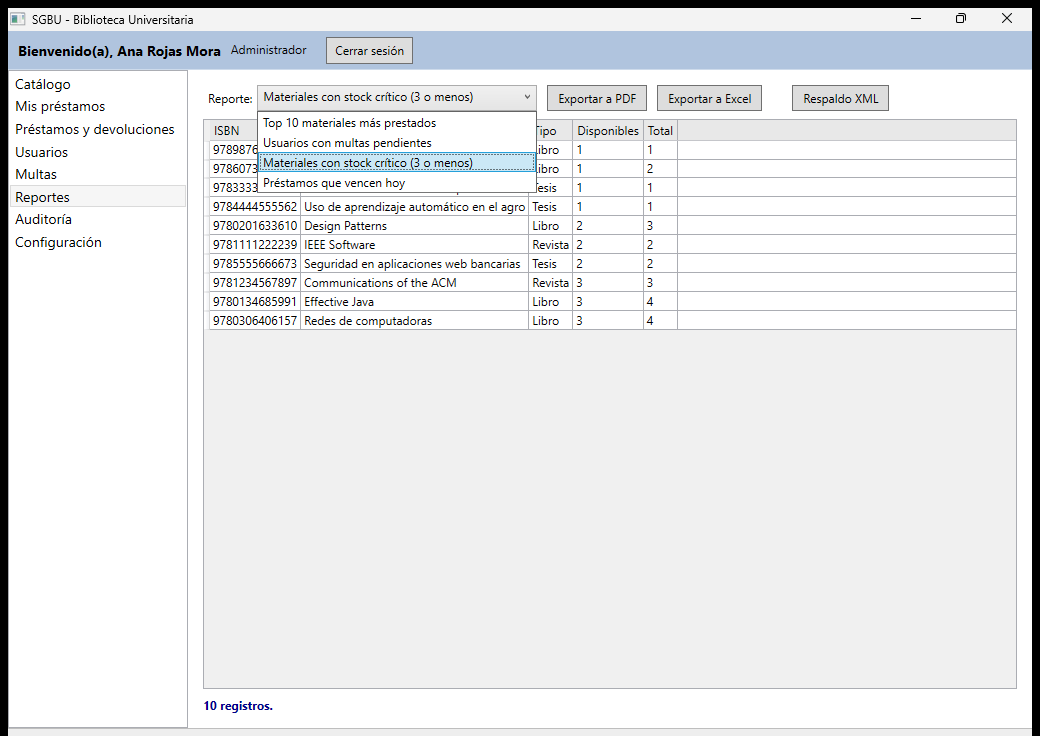 SGBU - Biblioteca Universitaria
Bienvenido(a), Ana Rojas Mora Administrador Cerrar sesión
Catálogo
Mis préstamos
Préstamos y devoluciones
Usuarios
Multas
Reportes
Auditoría
Configuración
Reporte: Materiales con stock crítico (3 o menos) Exportar a PDF Exportar a Excel Respaldo XML
Top 10 materiales más prestados
Usuarios con multas pendientes
Materiales con stock crítico (3 o menos)
Préstamos que vencen hoy
ISBN Disponibles Total
1 1
1 2
1 1
9784444555562 Uso de aprendizaje automático en el agro Tesis 1 1
9780201633610 Design Patterns Libro 2 3
9781111222239 IEEE Software Revista 2 2
9785555666673 Seguridad en aplicaciones web bancarias Tesis 2 2
9781234567897 Communications of the ACM Revista 3 3
9780134685991 Effective Java Libro 3 4
9780306406157 Redes de computadoras Libro 3 4
10 registros.